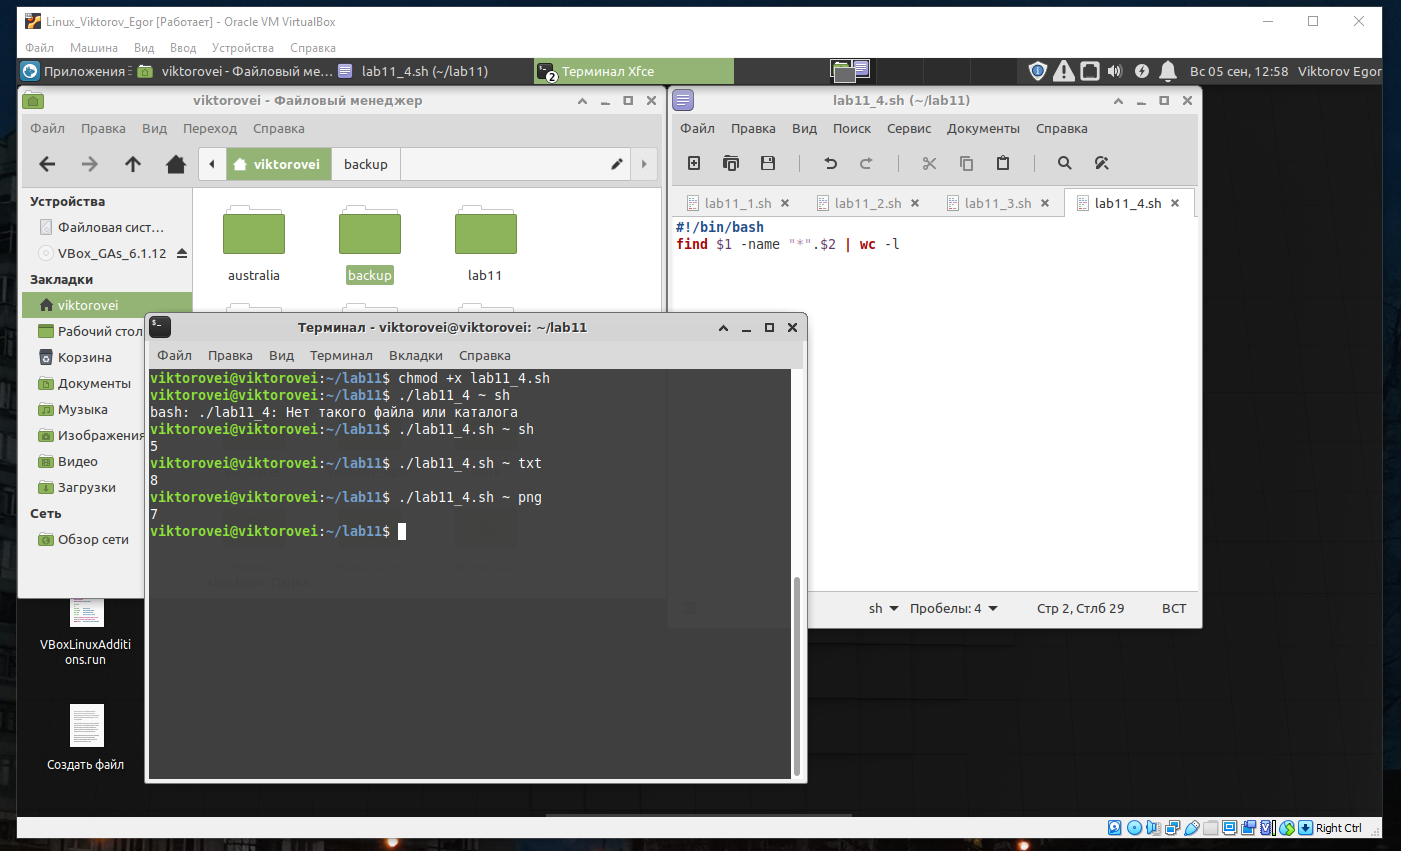 Linux_Viktorov_Egor [Работает] - Oracle VM VirtualBox
Файл Машина Вид Ввод Устройства Справка
Приложения viktorovei - Файловый ме... lab11_4.sh (~/lab11) 2 Терминал Xfce Вс 05 сен, 12:58 Viktorov Egor
viktorovei - Файловый менеджер
Файл Правка Вид Переход Справка
viktorovei backup
Устройства
Файловая сист...
VBox_GAs_6.1.12
Закладки
viktorovei
Рабочий стол
Корзина
Документы
Музыка
Изображения
Видео
Загрузки
Сеть
Обзор сети
australia backup lab11
lab11_4.sh (~/lab11)
Файл Правка Вид Поиск Сервис Документы Справка
lab11_1.sh lab11_2.sh lab11_3.sh lab11_4.sh
#!/bin/bash
find $1 -name "*".$2 | wc -l
sh Пробелы: 4 Стр 2, Стлб 29 ВСТ
Терминал - viktorovei@viktorovei: ~/lab11
Файл Правка Вид Терминал Вкладки Справка
viktorovei@viktorovei:~/lab11$ chmod +x lab11_4.sh
viktorovei@viktorovei:~/lab11$ ./lab11_4 ~ sh
bash: ./lab11_4: Нет такого файла или каталога
viktorovei@viktorovei:~/lab11$ ./lab11_4.sh ~ sh
5
viktorovei@viktorovei:~/lab11$ ./lab11_4.sh ~ txt
8
viktorovei@viktorovei:~/lab11$ ./lab11_4.sh ~ png
7
viktorovei@viktorovei:~/lab11$
VBoxLinuxAdditi
ons.run
Создать файл
Right Ctrl